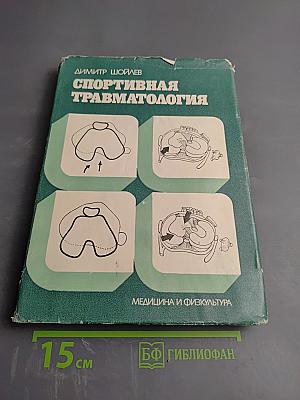 ДИМИТР ШОЙЛЕВ
СПОРТИВНАЯ
ТРАВМАТОЛОГИЯ
МЕДИЦИНА И ФИЗКУЛЬТУРА
15 СМ
БФ ГИБЛИОФАН